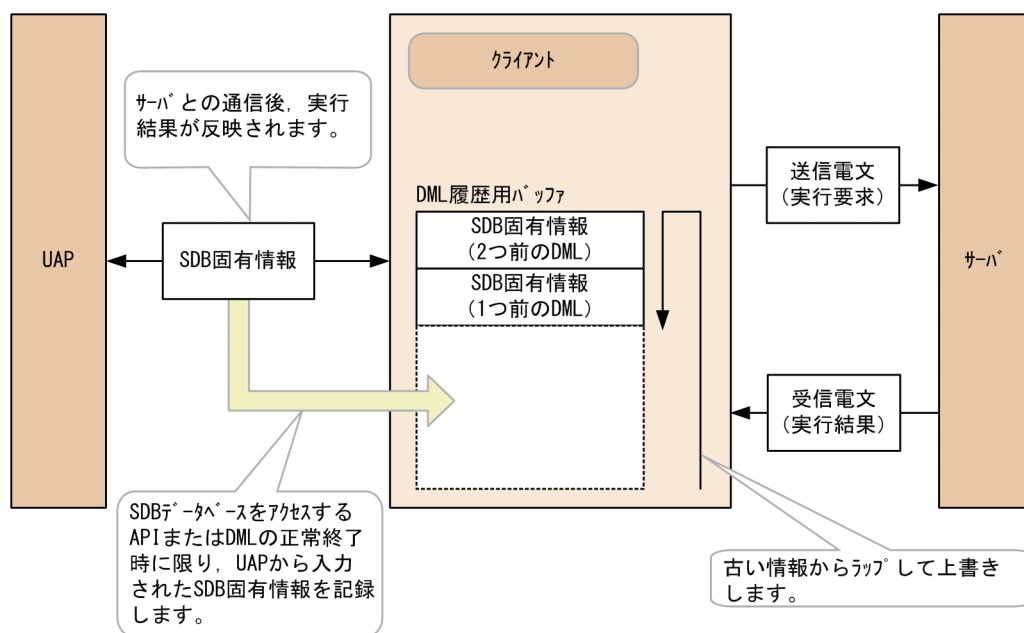 クライアント
サーバとの通信後，実行
結果が反映されます。
送信電文
(実行要求)
DML履歴用バッファ
SDB固有情報
(2つ前のDML)
UAP
SDB固有情報
サーバ
SDB固有情報
(1つ前のDML)
受信電文
(実行結果)
SDBデータベースをアクセスする
APIまたはDMLの正常終了
時に限り，UAPから入力
されたSDB固有情報を記録
します。
古い情報からラップして上書き
します。